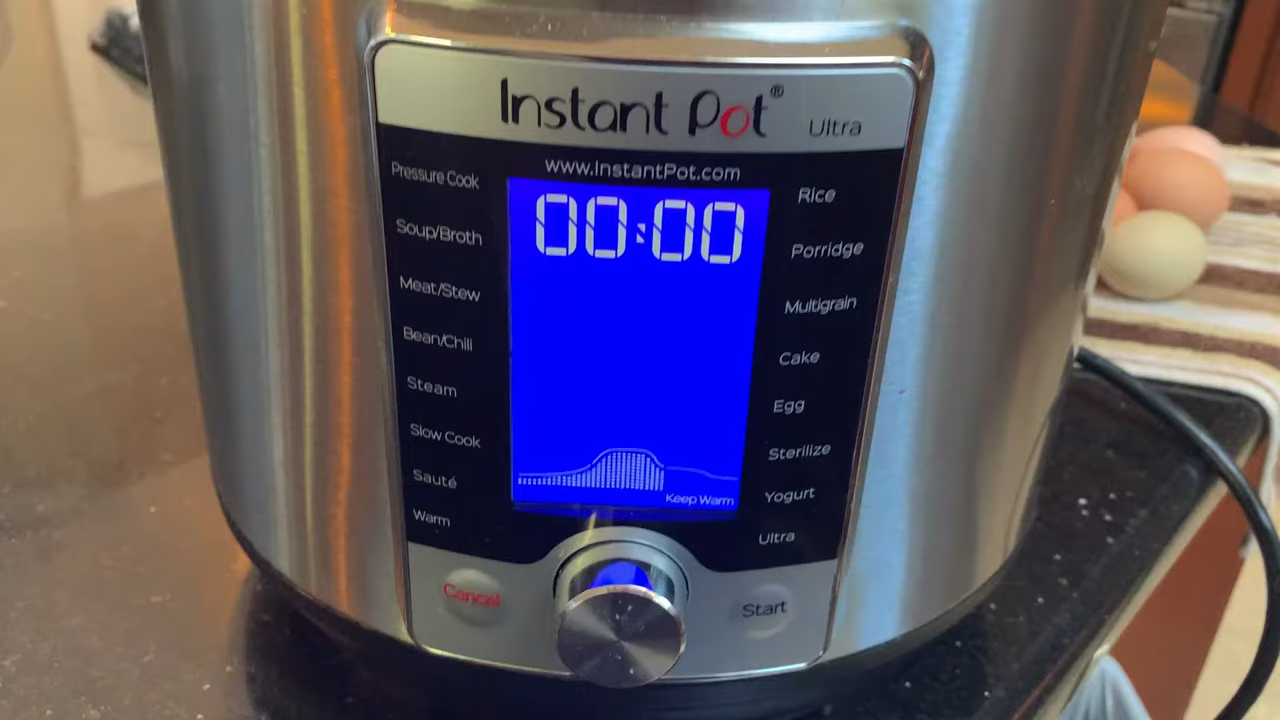 Instant Pot® Ultra
www.InstantPot.com
00:00
Keep Warm
Pressure Cook
Soup/Broth
Meat/Stew
Bean/Chili
Steam
Slow Cook
Sauté
Warm
Rice
Porridge
Multigrain
Cake
Egg
Sterilize
Yogurt
Ultra
Cancel
Start